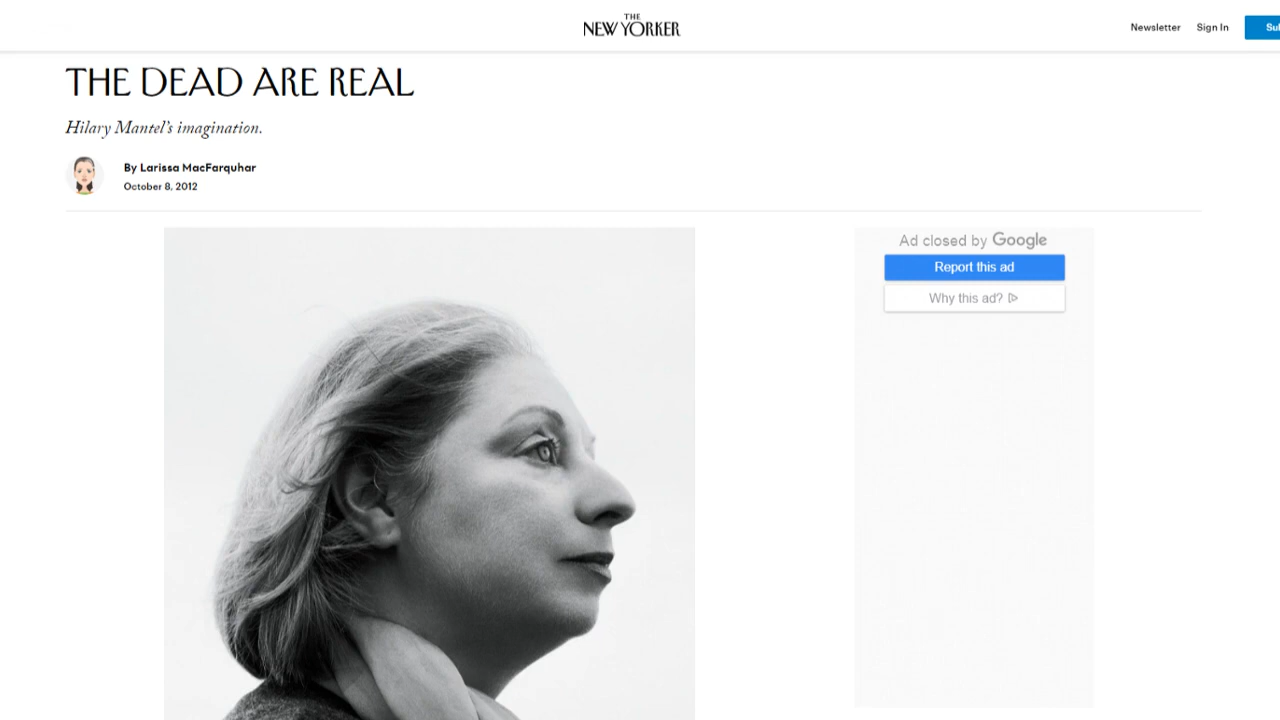 THE
NEW YORKER
Newsletter Sign In
THE DEAD ARE REAL
Hilary Mantel's imagination.
By Larissa MacFarquhar
October 8, 2012
Ad closed by Google
Report this ad
Why this ad?